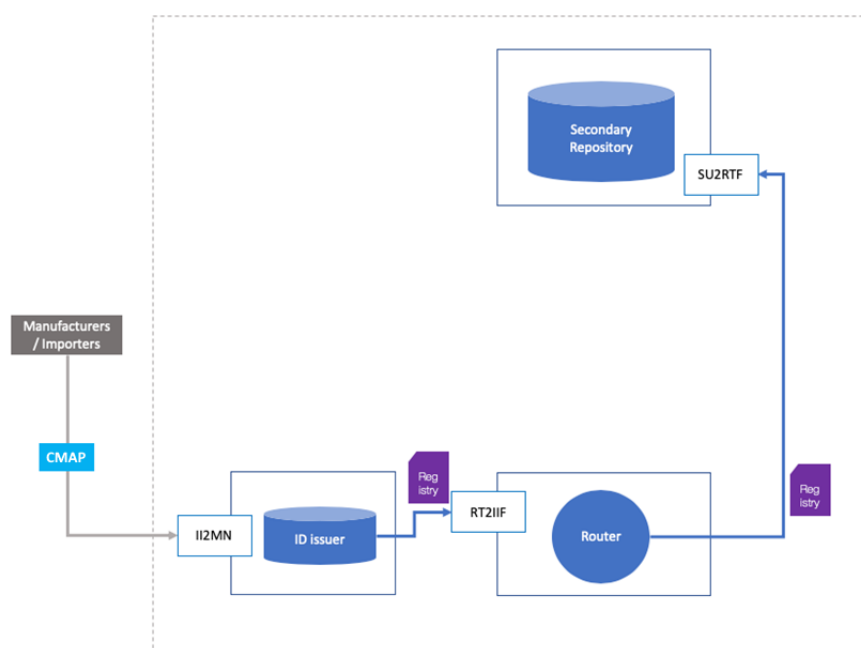 Secondary
Repository
SU2RTF
Manufacturers
/ Importers
CMAP
Reg
istry
Reg
istry
II2MN
ID issuer
RT2IIF
Router